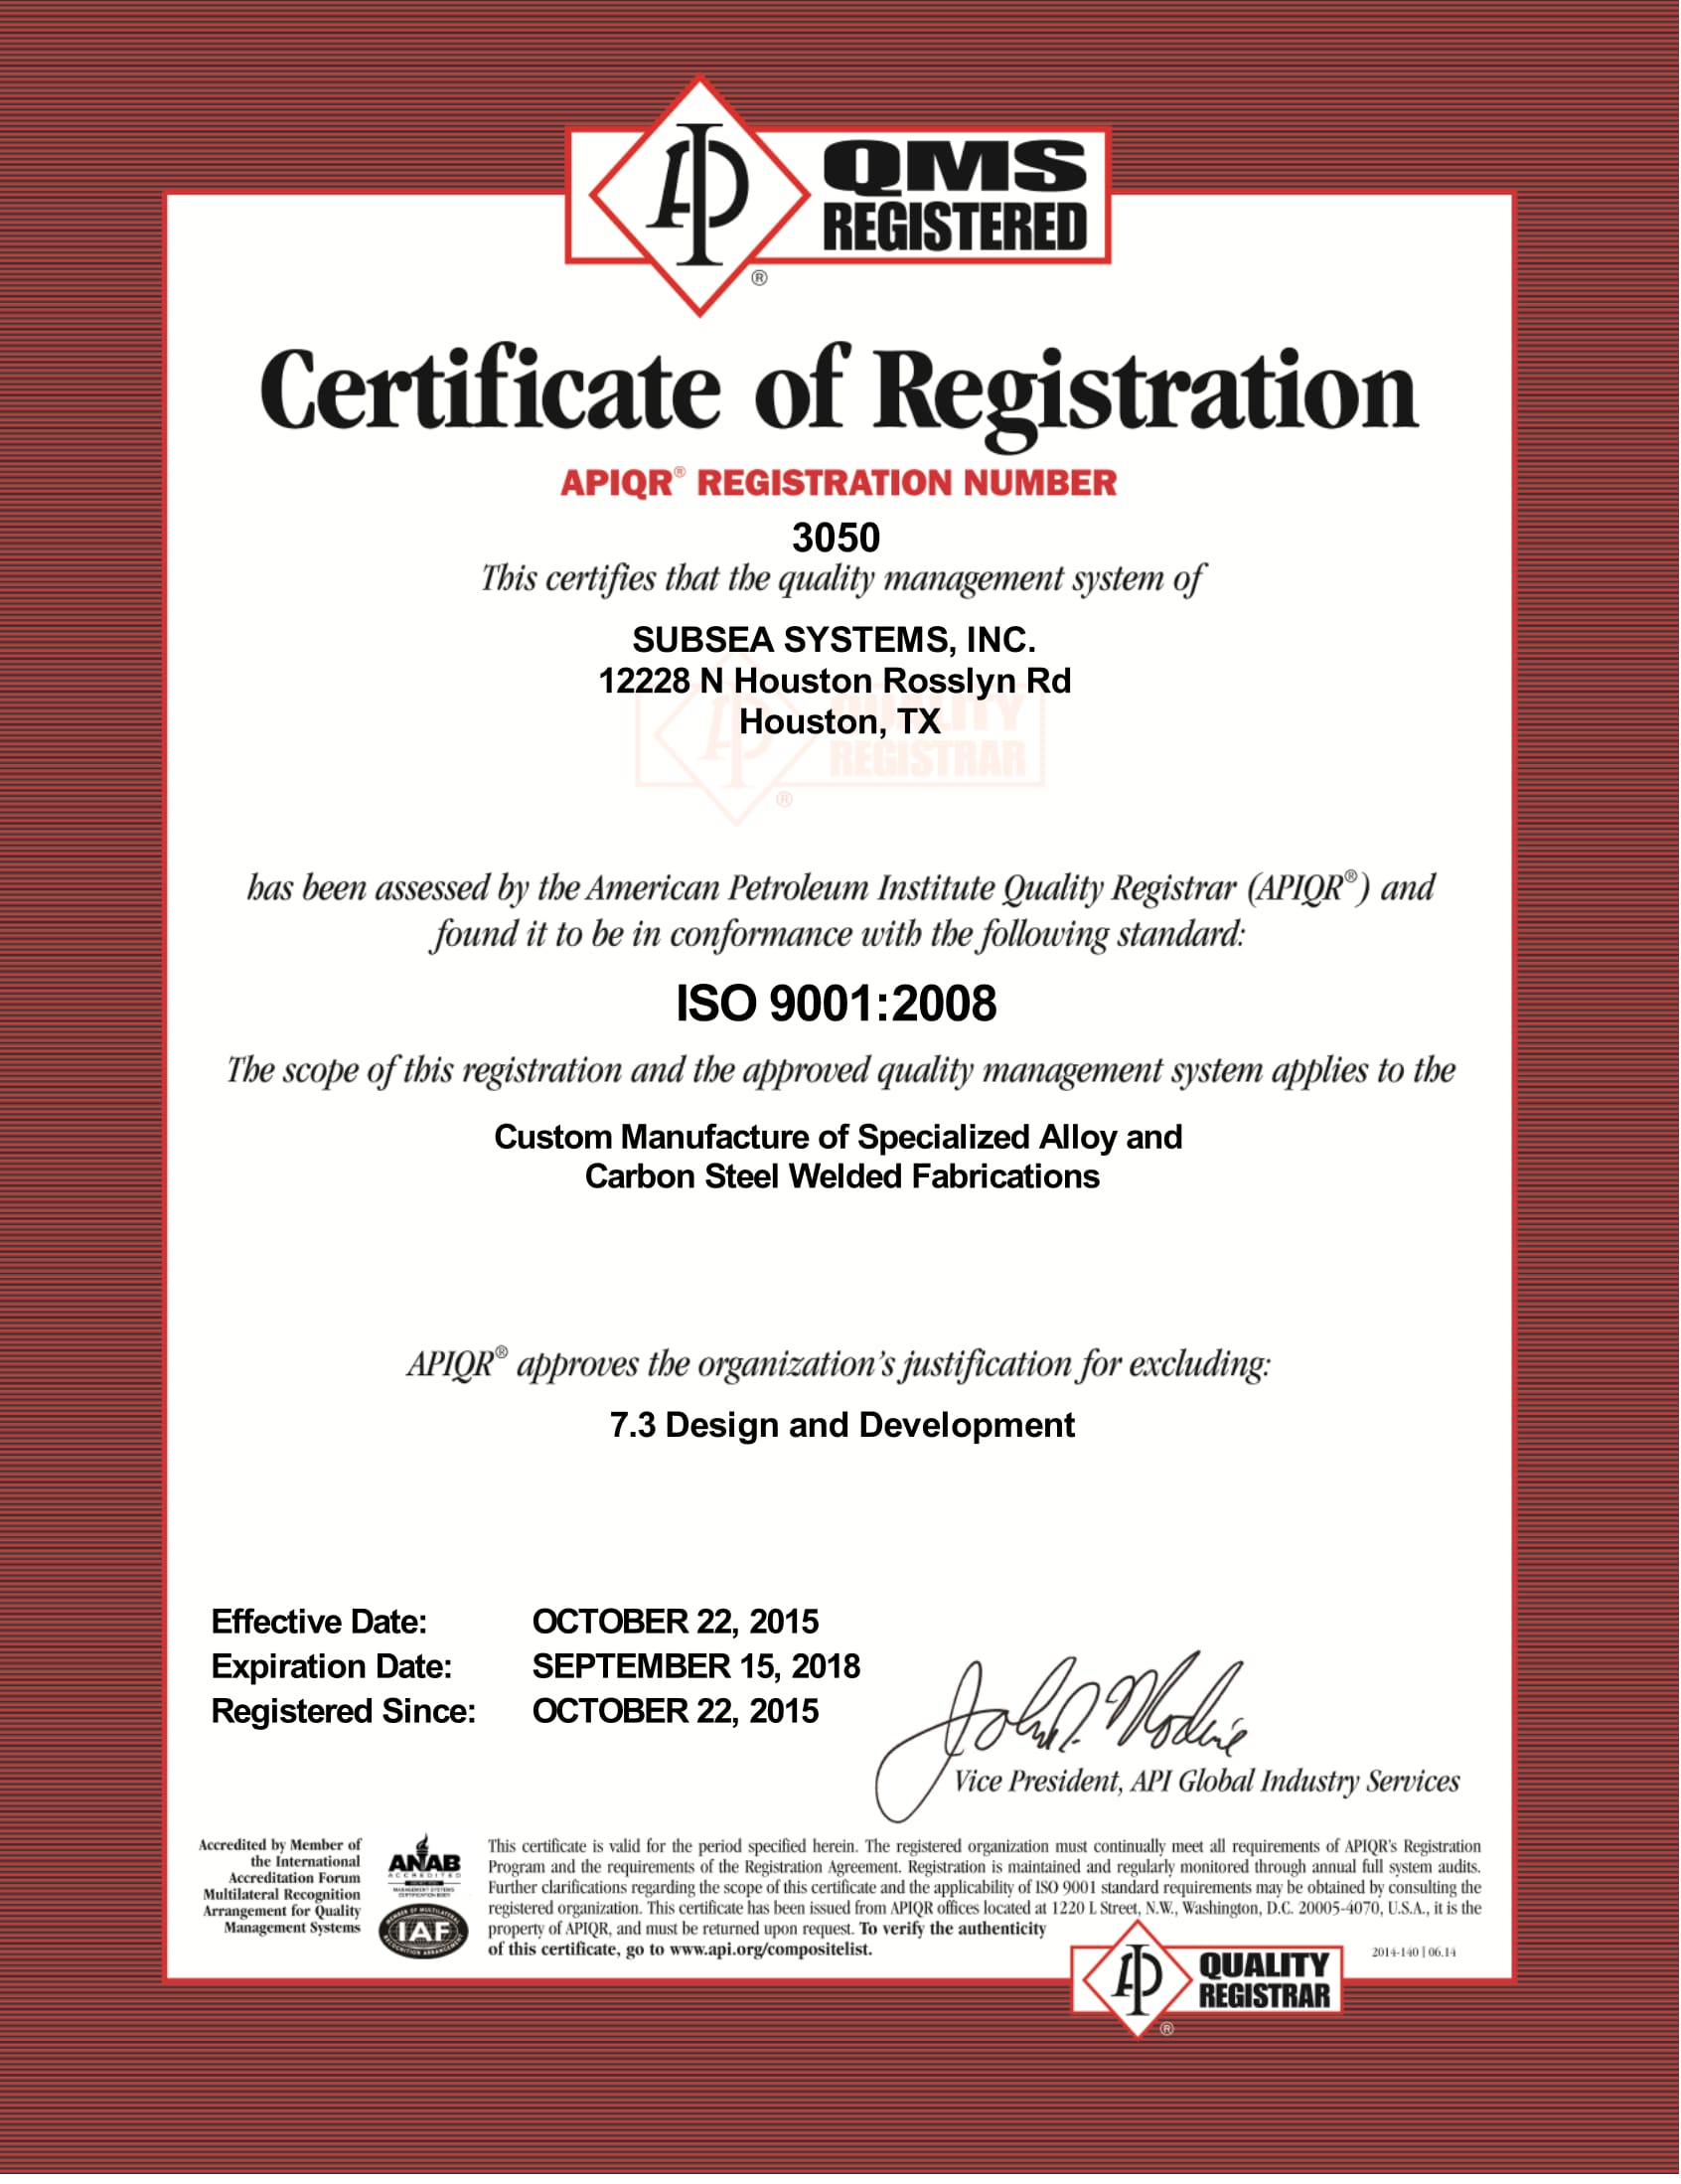 API QMS
REGISTERED
®
Certificate of Registration
APIQR® REGISTRATION NUMBER
3050
This certifies that the quality management system of
SUBSEA SYSTEMS, INC.
12228 N Houston Rosslyn Rd
Houston, TX
API QUALITY
REGISTRAR
®
has been assessed by the American Petroleum Institute Quality Registrar (APIQR®) and
found it to be in conformance with the following standard:
ISO 9001:2008
The scope of this registration and the approved quality management system applies to the
Custom Manufacture of Specialized Alloy and
Carbon Steel Welded Fabrications
APIQR® approves the organization's justification for excluding:
7.3 Design and Development
Effective Date: OCTOBER 22, 2015
Expiration Date: SEPTEMBER 15, 2018
Registered Since: OCTOBER 22, 2015
Vice President, API Global Industry Services
Accredited by Member of
the International
Accreditation Forum
Multilateral Recognition
Arrangement for Quality
Management Systems
ANAB
ACCREDITED
MANAGEMENT SYSTEMS
CERTIFICATION BODY
MEMBER OF MULTILATERAL
IAF
RECOGNITION ARRANGEMENT
This certificate is valid for the period specified herein. The registered organization must continually meet all requirements of APIQR's Registration
Program and the requirements of the Registration Agreement. Registration is maintained and regularly monitored through annual full system audits.
Further clarifications regarding the scope of this certificate and the applicability of ISO 9001 standard requirements may be obtained by consulting the
registered organization. This certificate has been issued from APIQR offices located at 1220 L Street, N.W., Washington, D.C. 20005-4070, U.S.A., it is the
property of APIQR, and must be returned upon request. To verify the authenticity
of this certificate, go to www.api.org/compositelist.
2014-140 | 06.14
API QUALITY
REGISTRAR
®